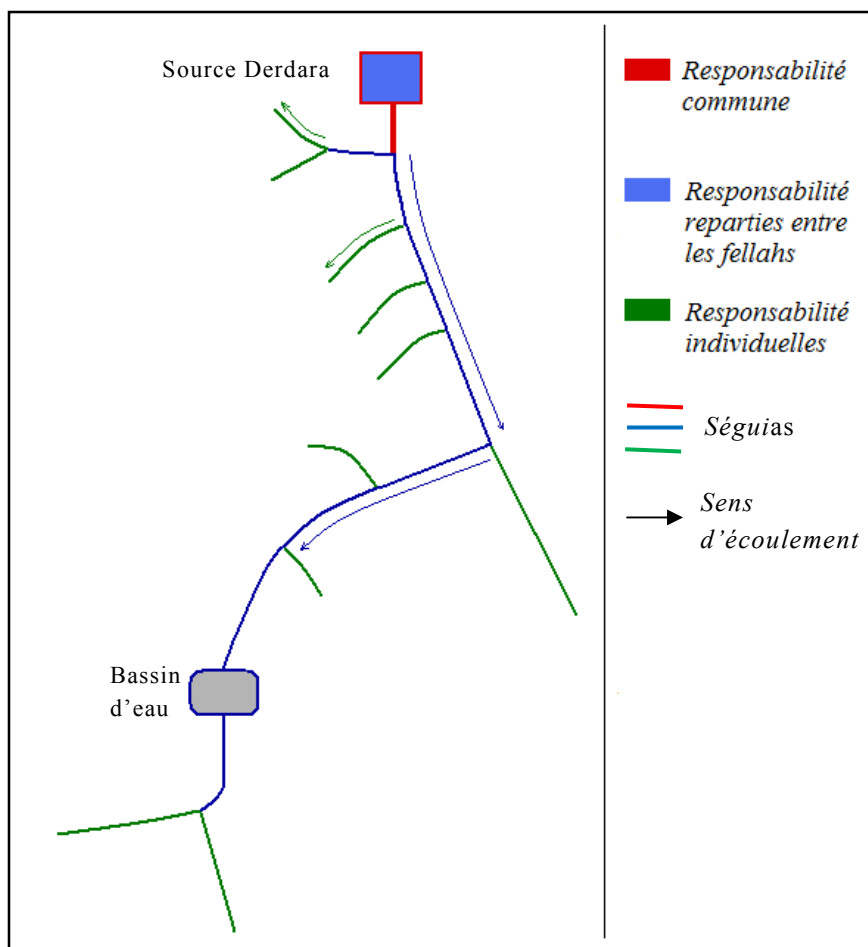 Source Derdara
Bassin
d'eau
Responsabilité
commune
Responsabilité
reparties entre
les fellahs
Responsabilité
individuelles
Séguias
Sens
d'écoulement